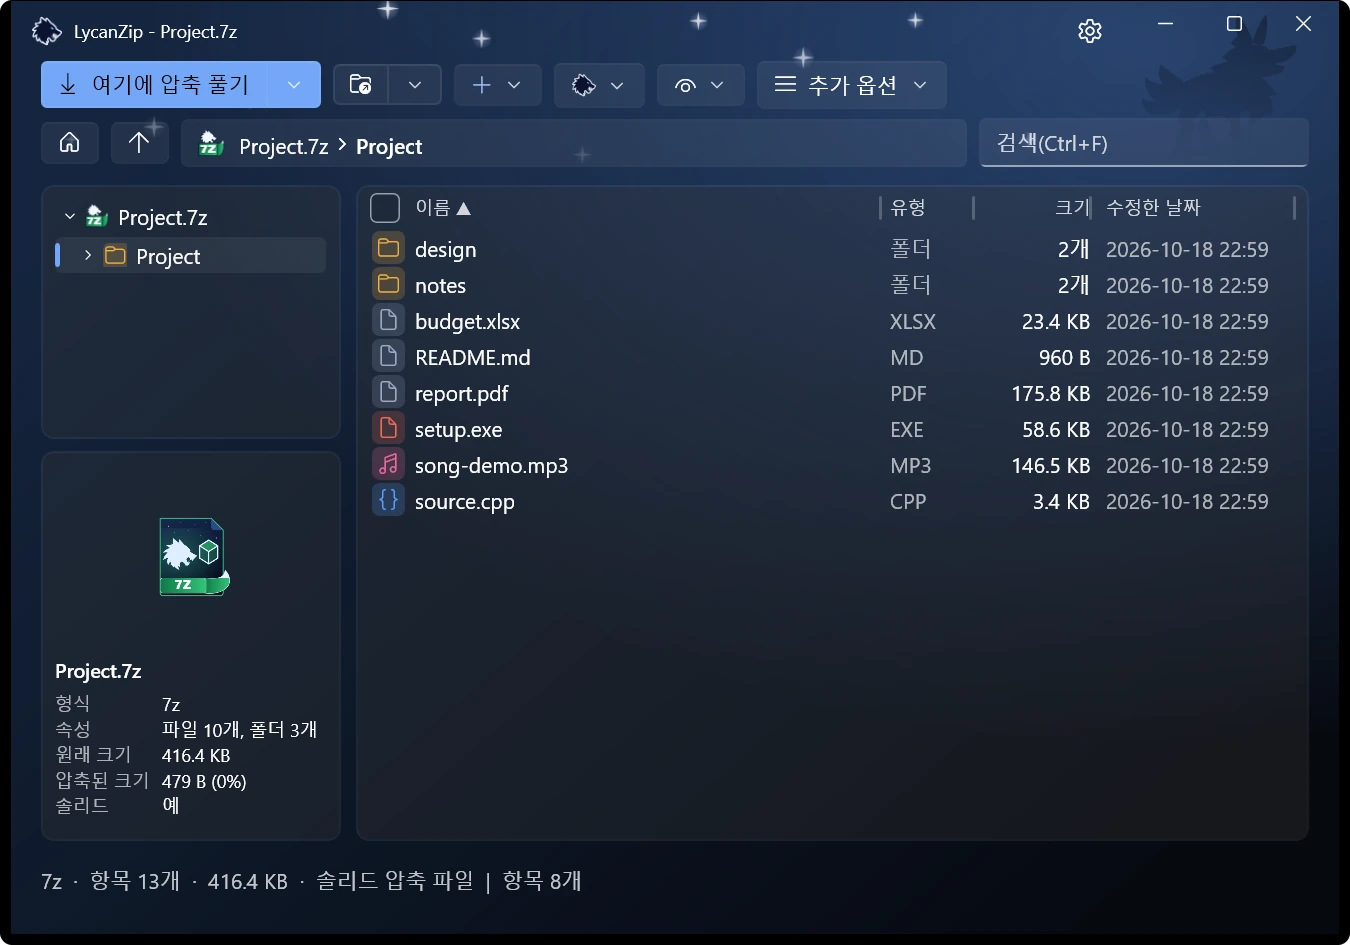 LycanZip - Project.7z
여기에 압축 풀기
추가 옵션
7Z Project.7z > Project
검색(Ctrl+F)
7Z Project.7z
Project
이름 ▲ 유형 크기 수정한 날짜
design 폴더 2개 2026-10-18 22:59
notes 폴더 2개 2026-10-18 22:59
budget.xlsx XLSX 23.4 KB 2026-10-18 22:59
README.md MD 960 B 2026-10-18 22:59
report.pdf PDF 175.8 KB 2026-10-18 22:59
setup.exe EXE 58.6 KB 2026-10-18 22:59
song-demo.mp3 MP3 146.5 KB 2026-10-18 22:59
source.cpp CPP 3.4 KB 2026-10-18 22:59
7Z
Project.7z
형식 7z
속성 파일 10개, 폴더 3개
원래 크기 416.4 KB
압축된 크기 479 B (0%)
솔리드 예
7z · 항목 13개 · 416.4 KB · 솔리드 압축 파일 | 항목 8개